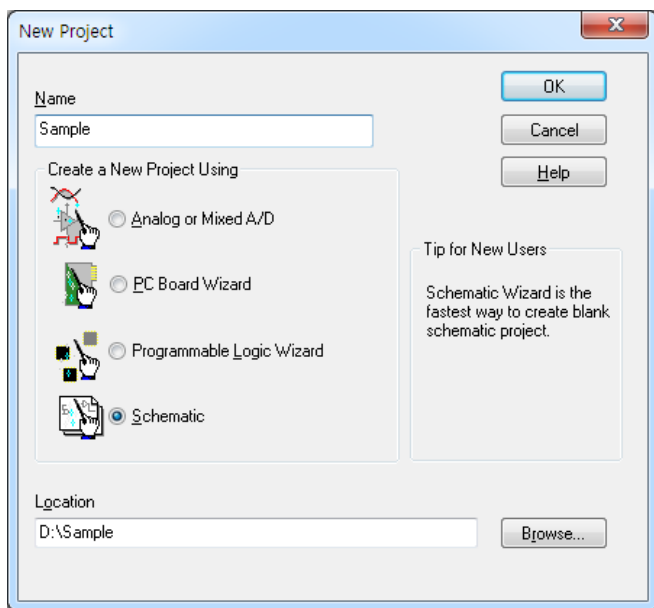 New Project
Name
Sample
OK
Cancel
Help
Create a New Project Using
Analog or Mixed A/D
PC Board Wizard
Programmable Logic Wizard
Schematic
Tip for New Users
Schematic Wizard is the
fastest way to create blank
schematic project.
Location
D:\Sample
Browse...